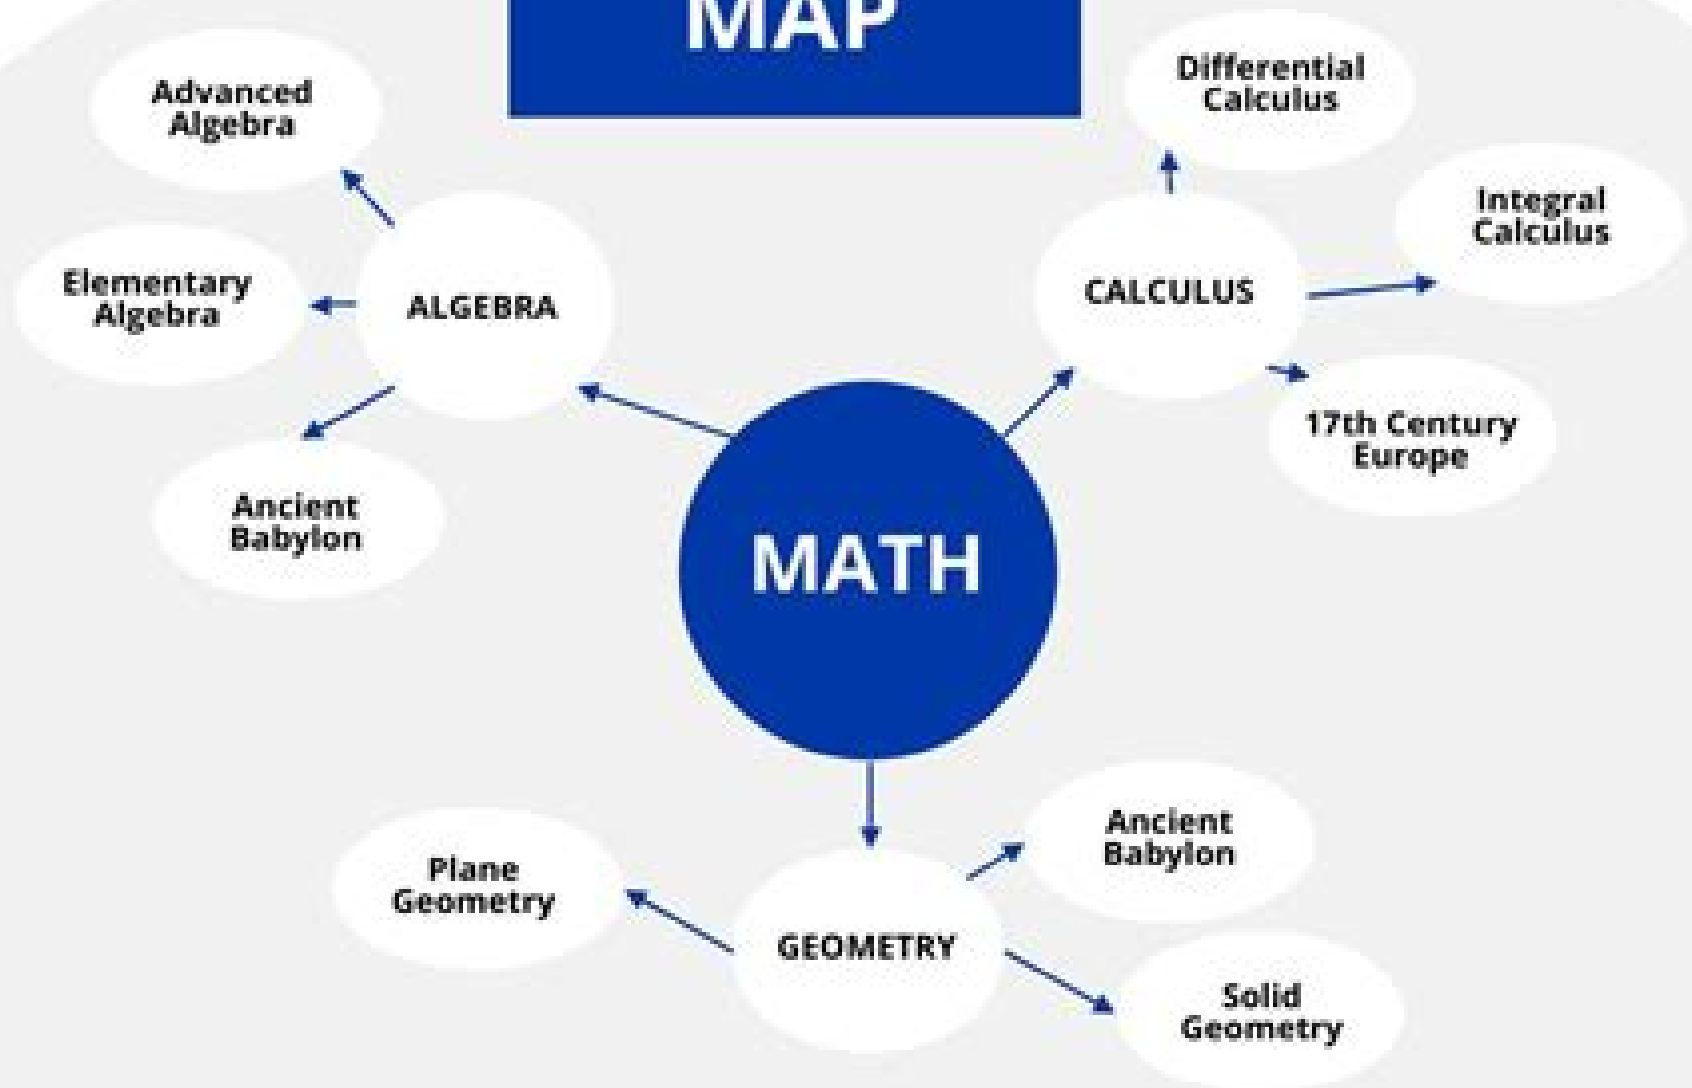 MAP
Advanced
Algebra
Elementary
Algebra
ALGEBRA
Ancient
Babylon
Differential
Calculus
Integral
Calculus
CALCULUS
17th Century
Europe
MATH
Plane
Geometry
GEOMETRY
Ancient
Babylon
Solid
Geometry